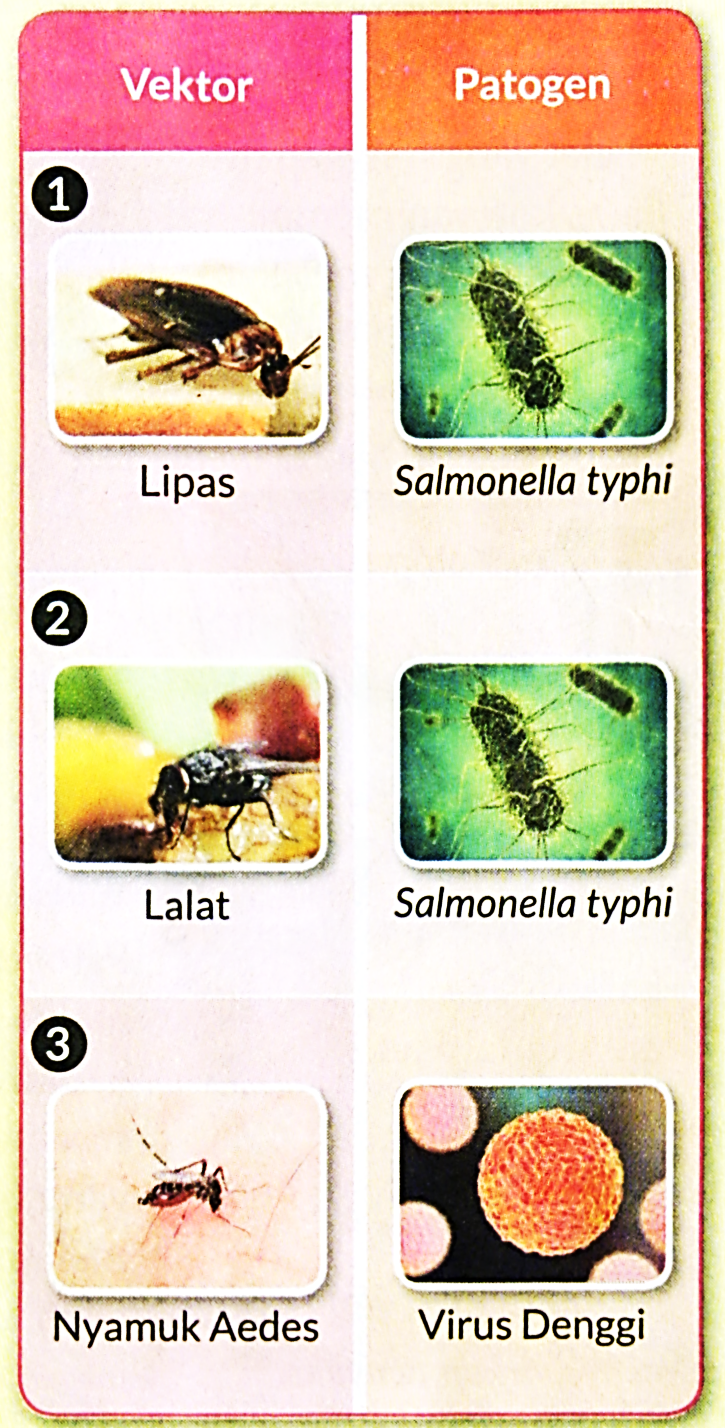 Vektor Patogen
1
Lipas Salmonella typhi
2
Lalat Salmonella typhi
3
Nyamuk Aedes Virus Denggi